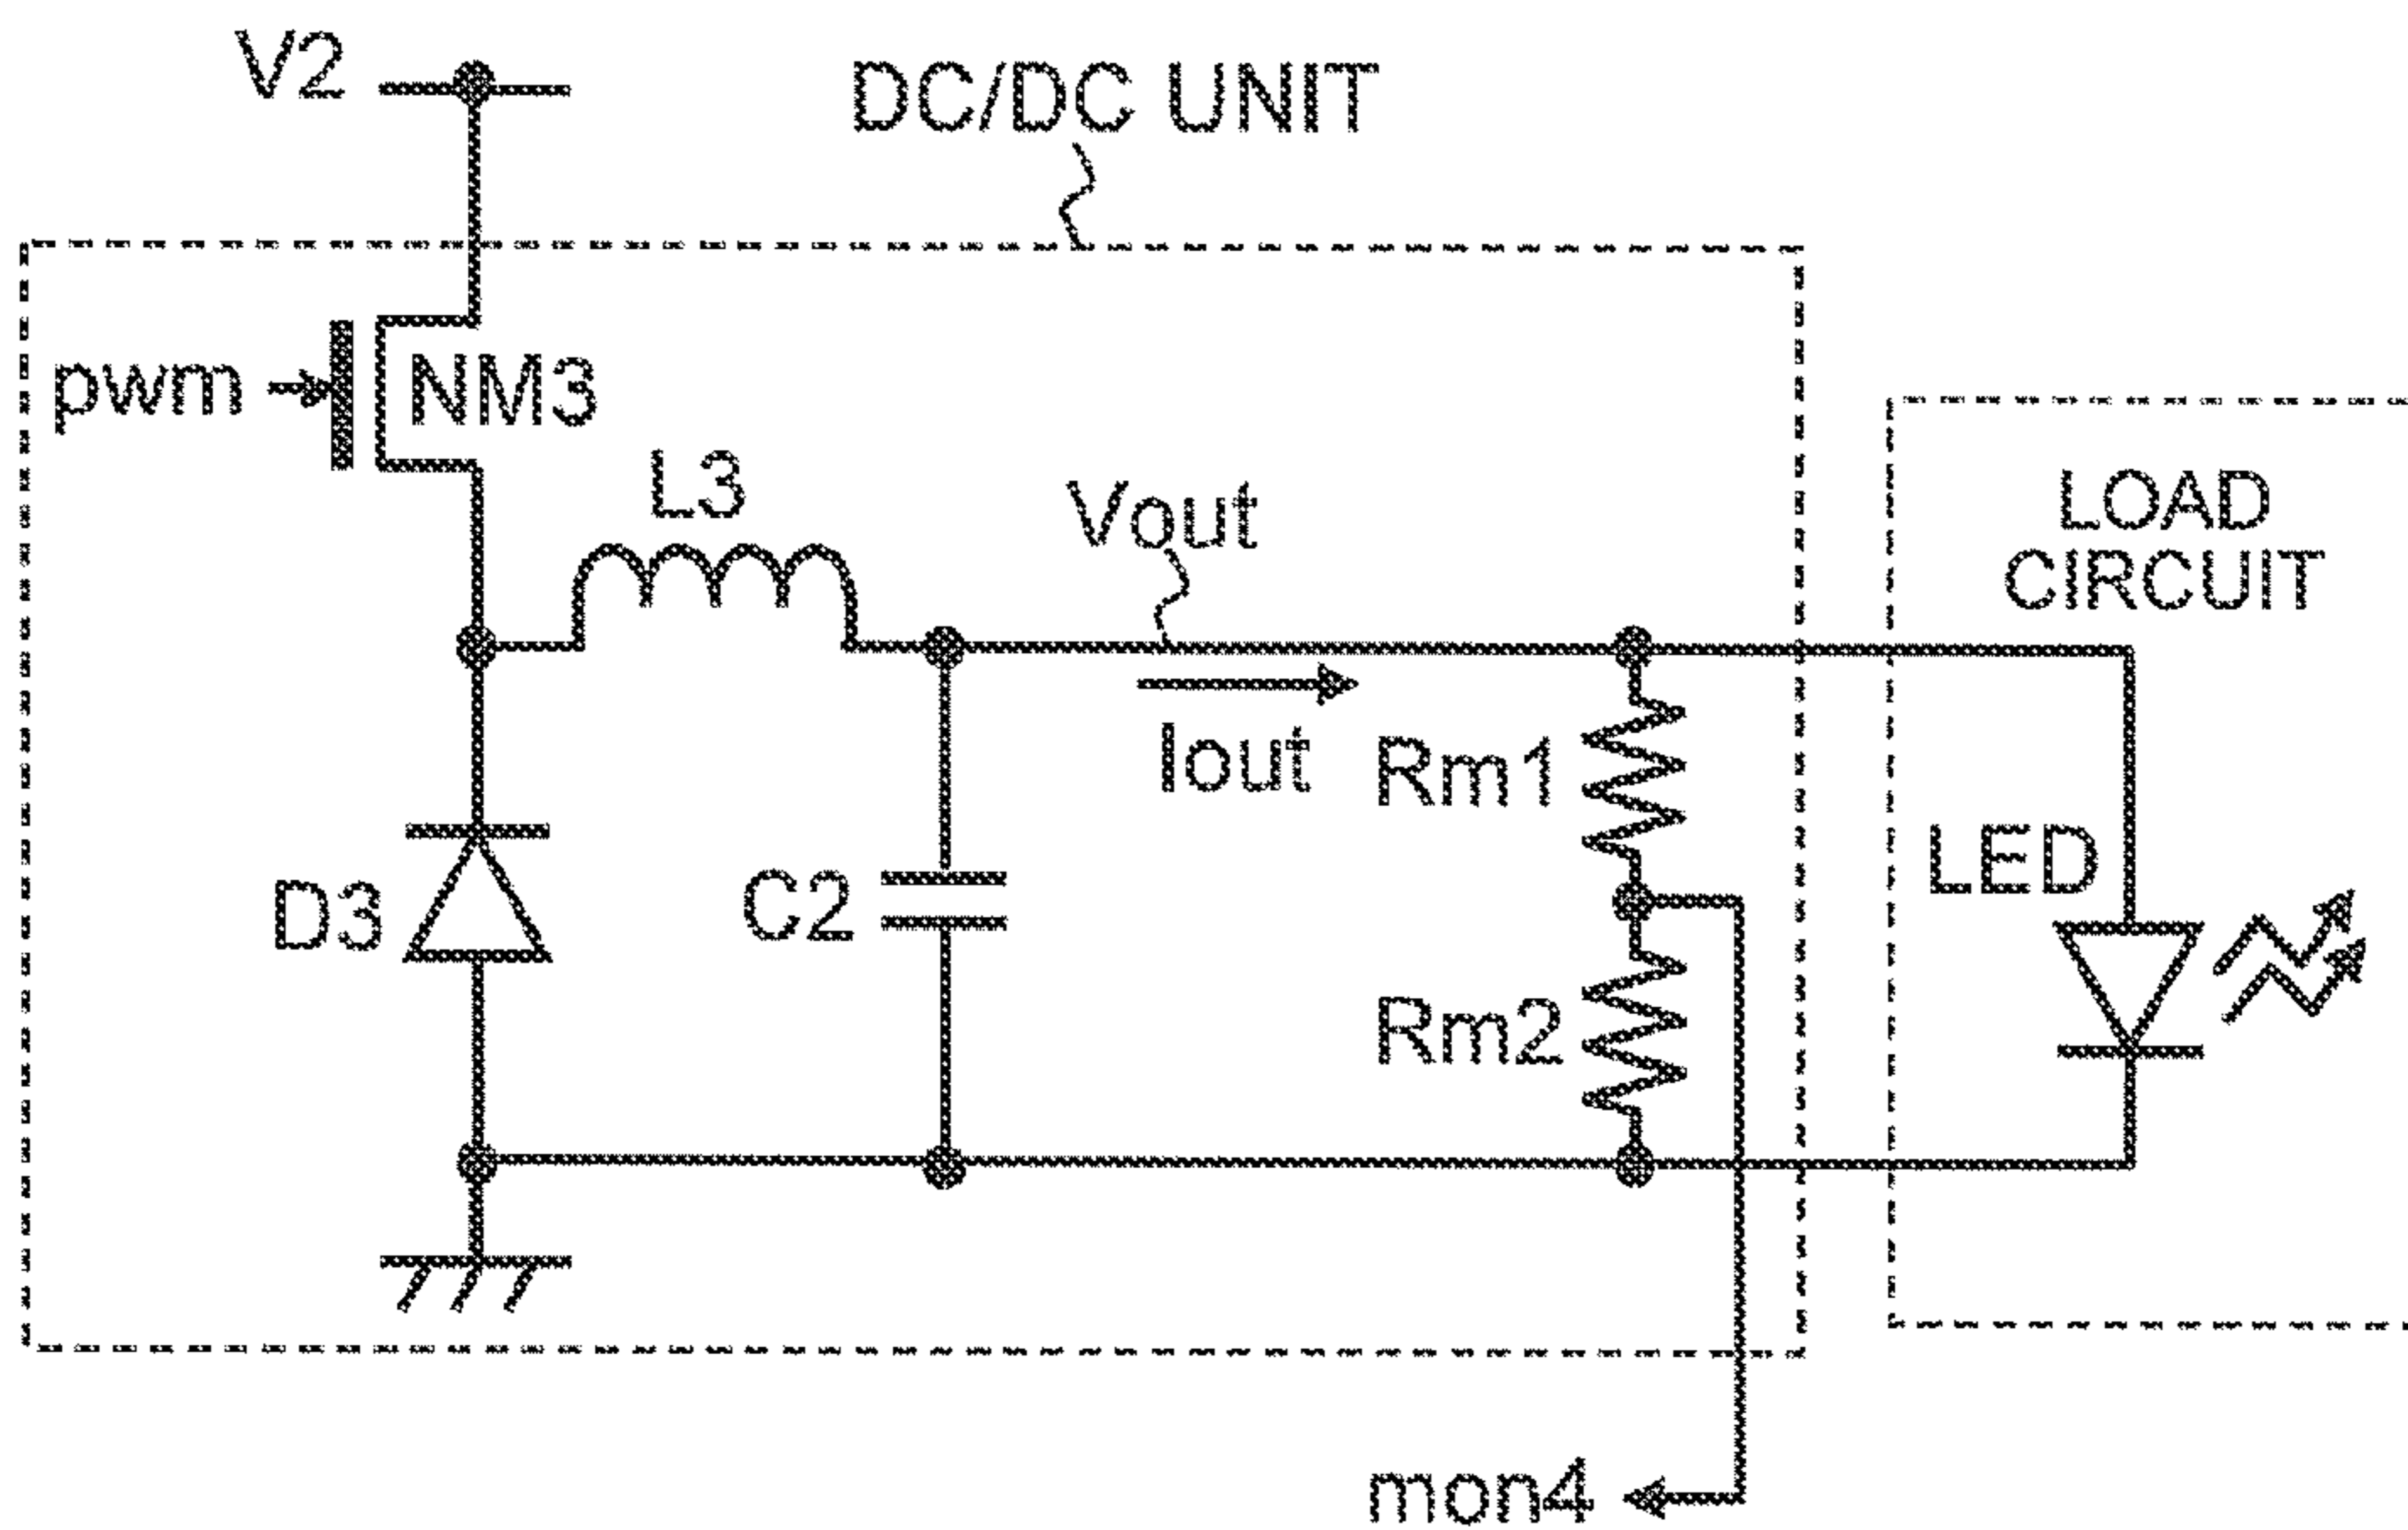 V2
DC/DC UNIT
pwm
NM3
L3
Vout
LOAD
CIRCUIT
Iout
Rm1
LED
D3
C2
Rm2
mon4